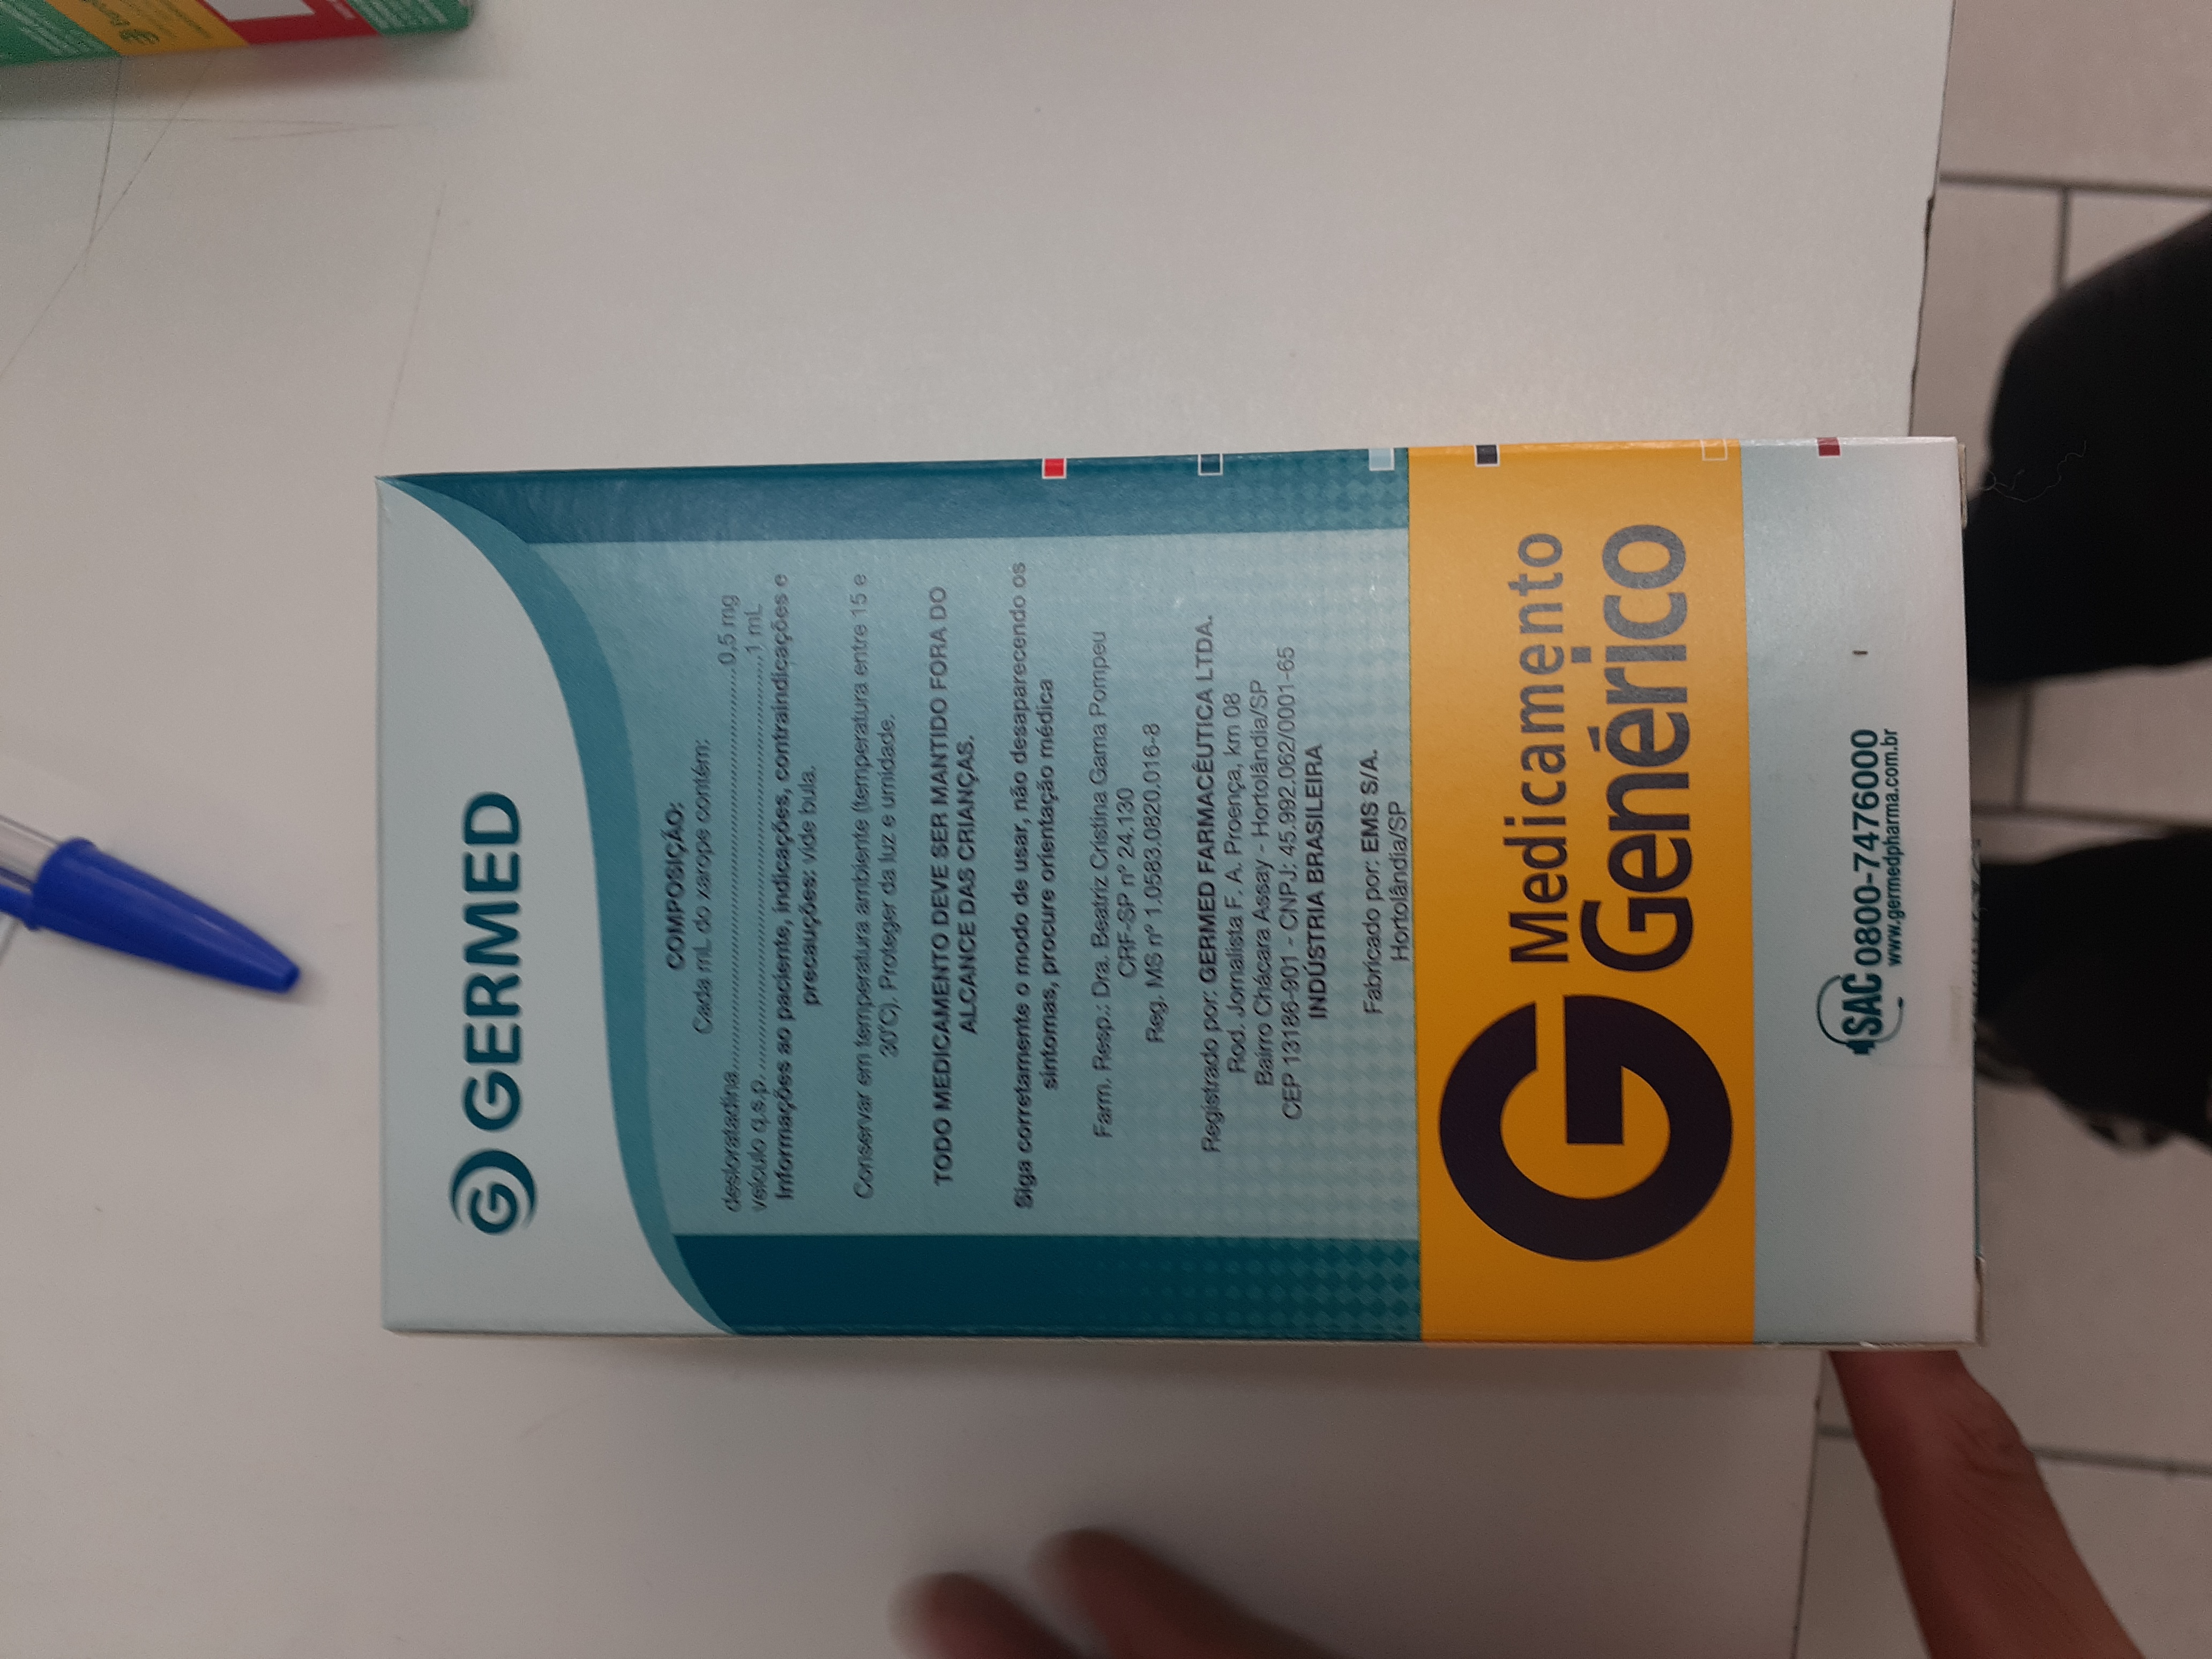 GERMED
COMPOSIÇÃO:
Cada mL do xarope contém:
desloratadina....................................................................0,5 mg
veículo q.s.p. .....................................................................1 mL
Informações ao paciente, indicações, contraindicações e
precauções: vide bula.
Conservar em temperatura ambiente (temperatura entre 15 e
30°C). Proteger da luz e umidade.
TODO MEDICAMENTO DEVE SER MANTIDO FORA DO
ALCANCE DAS CRIANÇAS.
Siga corretamente o modo de usar, não desaparecendo os
sintomas, procure orientação médica
Farm. Resp.: Dra. Beatriz Cristina Gama Pompeu
CRF-SP nº 24.130
Reg. MS nº 1.0583.0820.016-8
Registrado por: GERMED FARMACÊUTICA LTDA.
Rod. Jornalista F. A. Proença, km 08
Bairro Chácara Assay - Hortolândia/SP
CEP 13186-901 - CNPJ: 45.992.062/0001-65
INDÚSTRIA BRASILEIRA
Fabricado por: EMS S/A.
Hortolândia/SP
G Medicamento
Genérico
SAC 0800-7476000
www.germedpharma.com.br